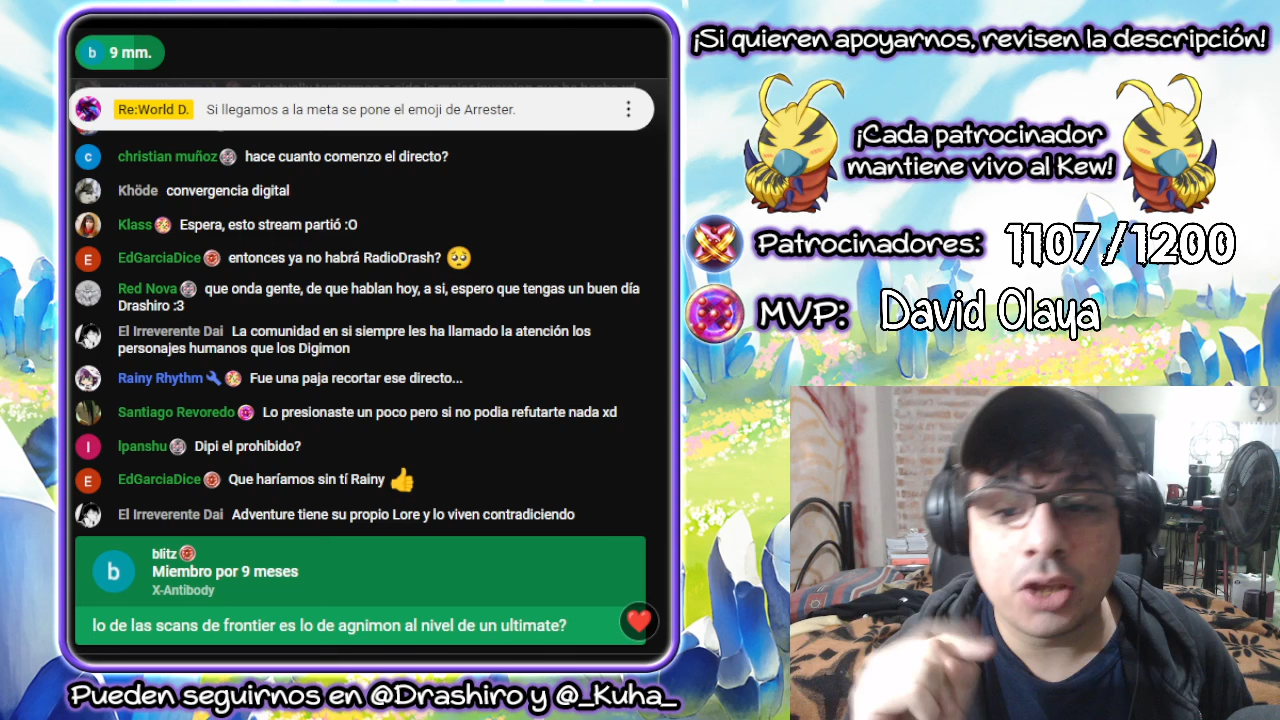 b 9 mm.
Re:World D. Si llegamos a la meta se pone el emoji de Arrester.
c christian muñoz hace cuanto comenzo el directo?
Khöde convergencia digital
Klass Espera, esto stream partió :O
E EdGarciaDice entonces ya no habrá RadioDrash?
Red Nova que onda gente, de que hablan hoy, a si, espero que tengas un buen día
Drashiro :3
El Irreverente Dai La comunidad en si siempre les ha llamado la atención los
personajes humanos que los Digimon
Rainy Rhythm Fue una paja recortar ese directo...
Santiago Revoredo Lo presionaste un poco pero si no podia refutarte nada xd
I Ipanshu Dipi el prohibido?
E EdGarciaDice Que haríamos sin tí Rainy
El Irreverente Dai Adventure tiene su propio Lore y lo viven contradiciendo
b blitz
Miembro por 9 meses
X-Antibody
lo de las scans de frontier es lo de agnimon al nivel de un ultimate?
Pueden seguirnos en @Drashiro y @_Kuha_
¡Si quieren apoyarnos, revisen la descripción!
¡Cada patrocinador
mantiene vivo al Kew!
Patrocinadores: 1107/1200
MVP: David Olaya